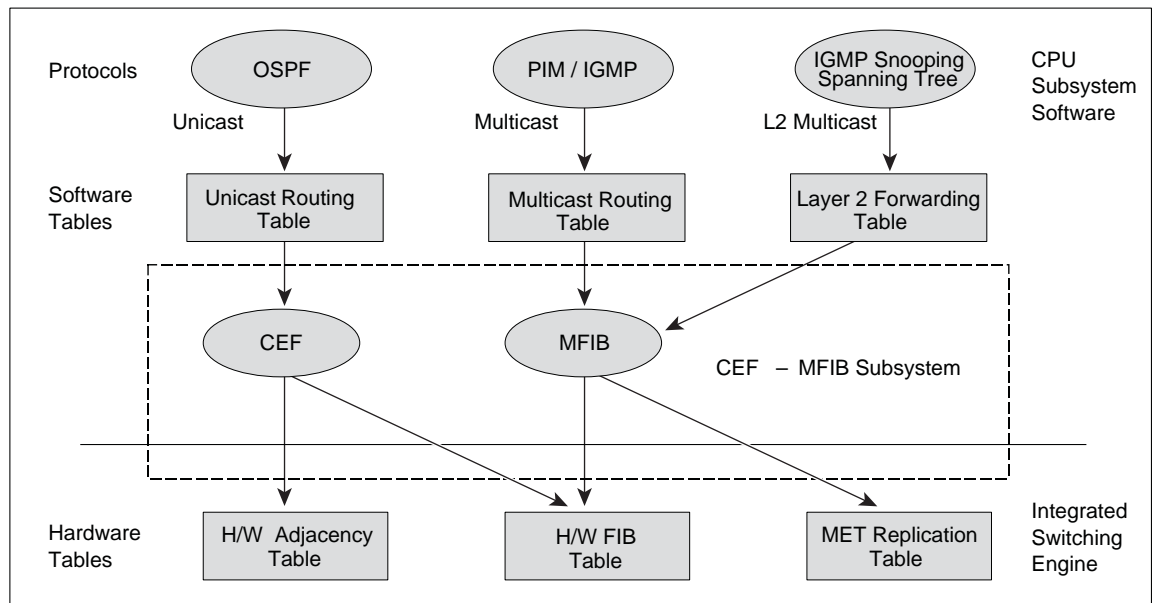 Protocols
OSPF
PIM / IGMP
IGMP Snooping
Spanning Tree
CPU
Subsystem
Software
Unicast
Multicast
L2 Multicast
Software
Tables
Unicast Routing
Table
Multicast Routing
Table
Layer 2 Forwarding
Table
CEF
MFIB
CEF – MFIB Subsystem
Hardware
Tables
H/W Adjacency
Table
H/W FIB
Table
MET Replication
Table
Integrated
Switching
Engine